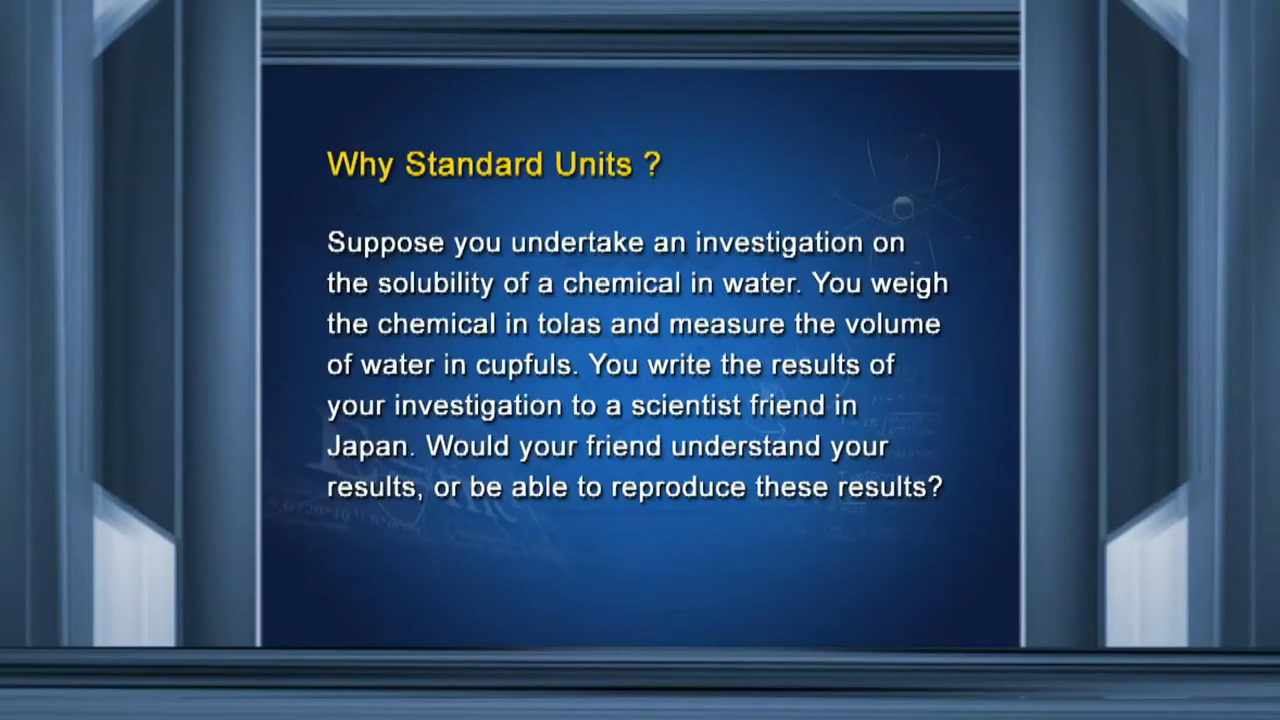 Why Standard Units ?
Suppose you undertake an investigation on
the solubility of a chemical in water. You weigh
the chemical in tolas and measure the volume
of water in cupfuls. You write the results of
your investigation to a scientist friend in
Japan. Would your friend understand your
results, or be able to reproduce these results?